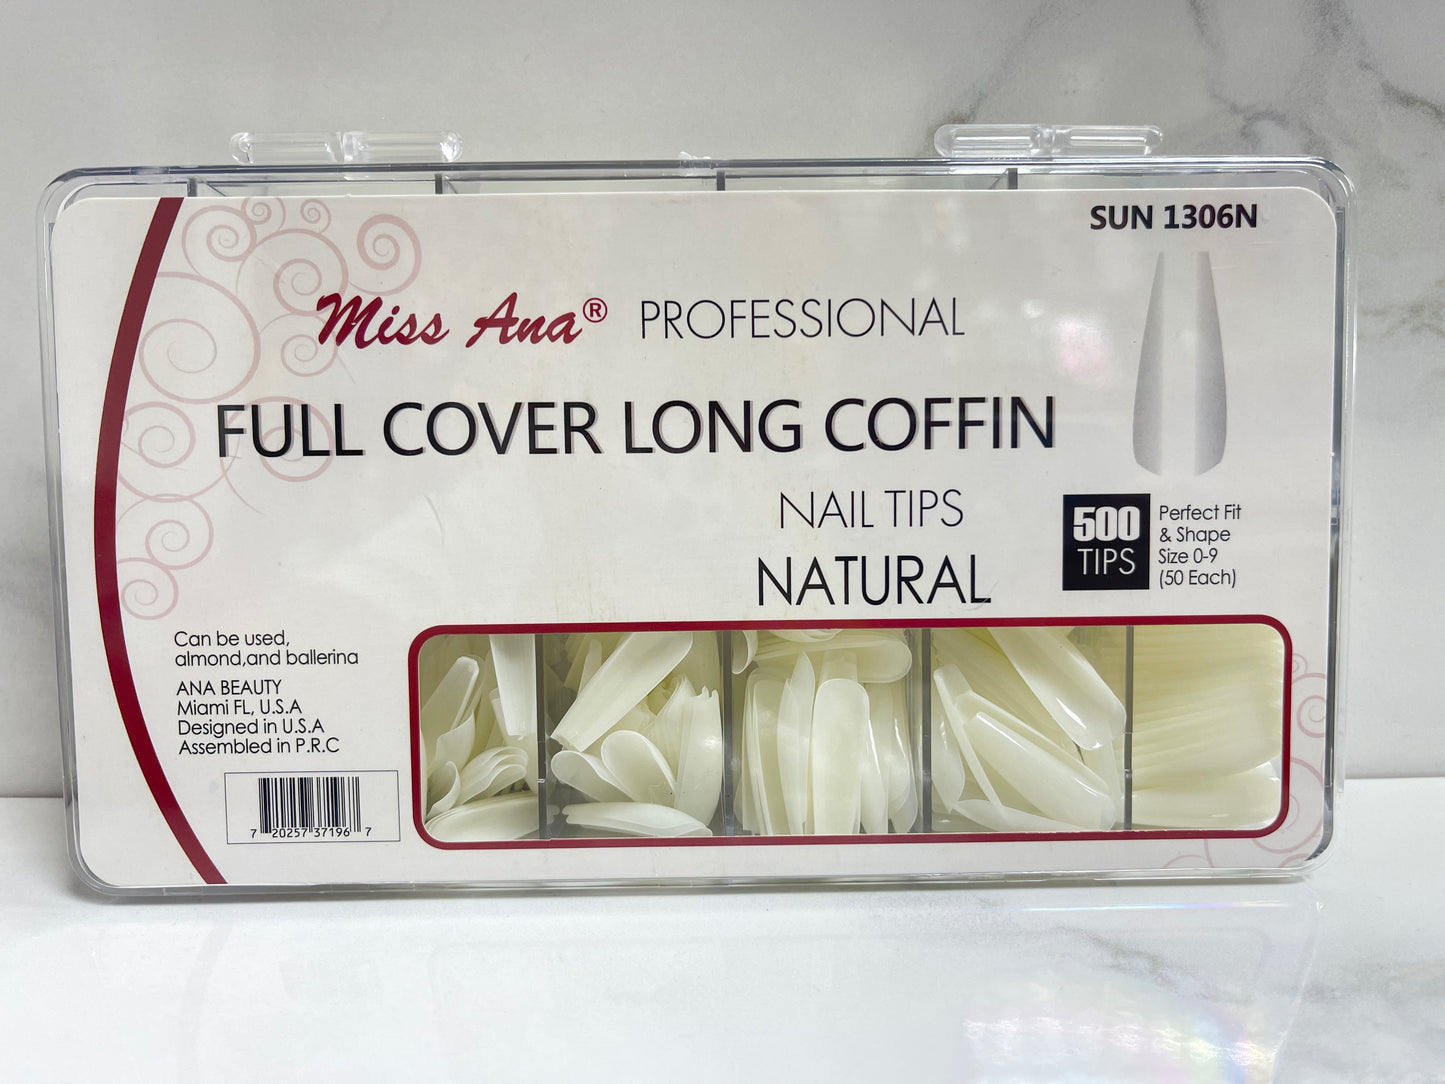 SUN 1306N
Miss Ana® PROFESSIONAL
FULL COVER LONG COFFIN
NAIL TIPS
NATURAL
500
TIPS
Perfect Fit
& Shape
Size 0-9
(50 Each)
Can be used,
almond,and ballerina
ANA BEAUTY
Miami FL, U.S.A
Designed in U.S.A
Assembled in P.R.C
7 20257 37196 7